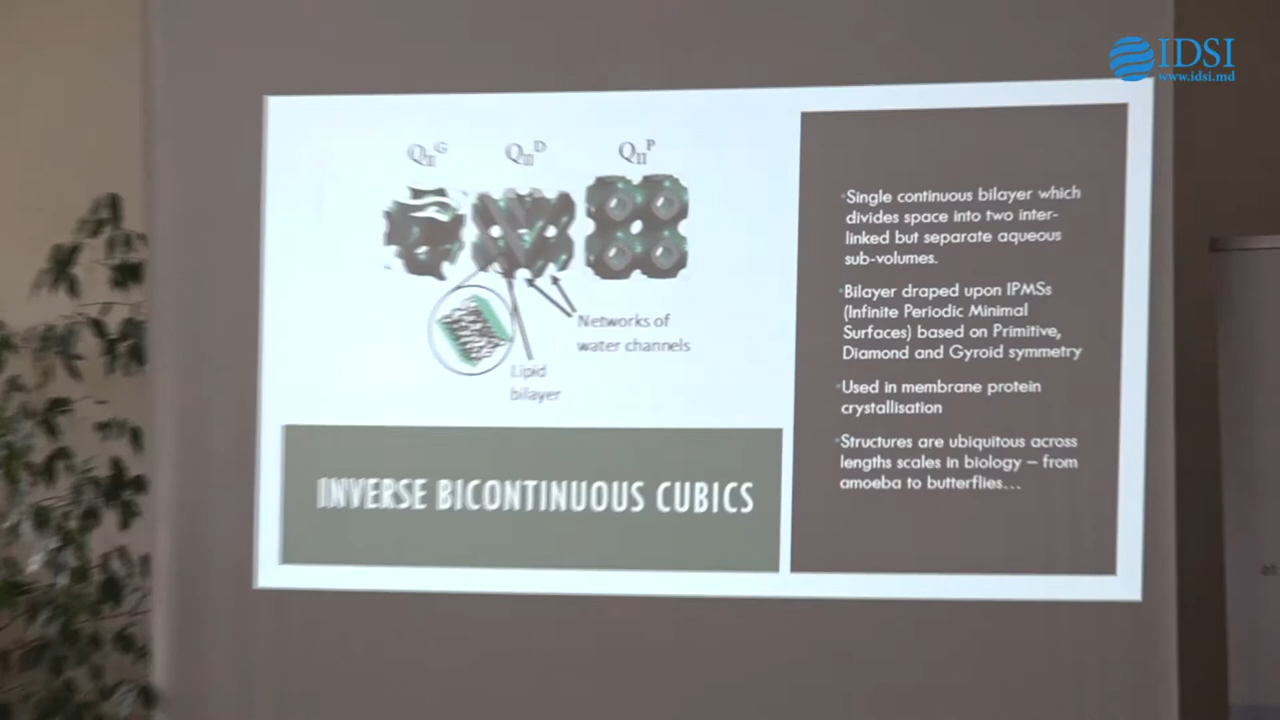 IDSI
www.idsi.md
Q_II^G Q_II^D Q_II^P
Networks of
water channels
Lipid
bilayer
INVERSE BICONTINUOUS CUBICS
Single continuous bilayer which
divides space into two inter-
linked but separate aqueous
sub-volumes.
Bilayer draped upon IPMSs
(Infinite Periodic Minimal
Surfaces) based on Primitive,
Diamond and Gyroid symmetry
Used in membrane protein
crystallisation
Structures are ubiquitous across
lengths scales in biology – from
amoeba to butterflies...